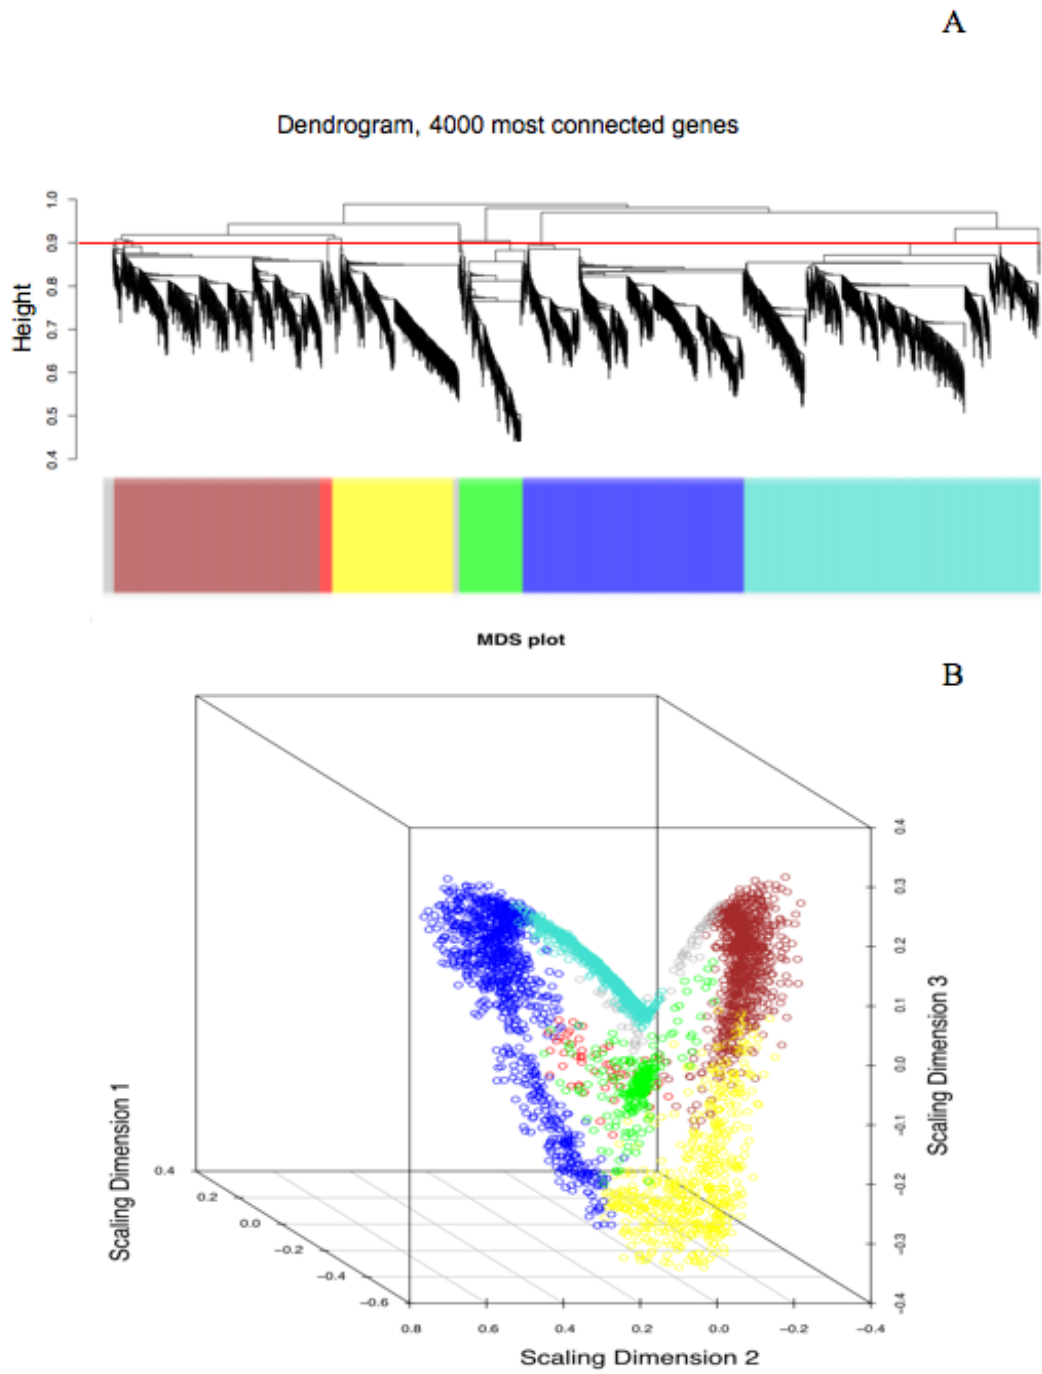 A
Dendrogram, 4000 most connected genes
Height
1.0
0.9
0.8
0.7
0.6
0.5
0.4
MDS plot
B
Scaling Dimension 1
0.4
0.2
0.0
−0.2
−0.4
−0.6
0.8 0.6 0.4 0.2 0.0 −0.2 −0.4
Scaling Dimension 2
0.4
0.3
0.2
0.1
0.0
−0.1
−0.2
−0.3
−0.4
Scaling Dimension 3